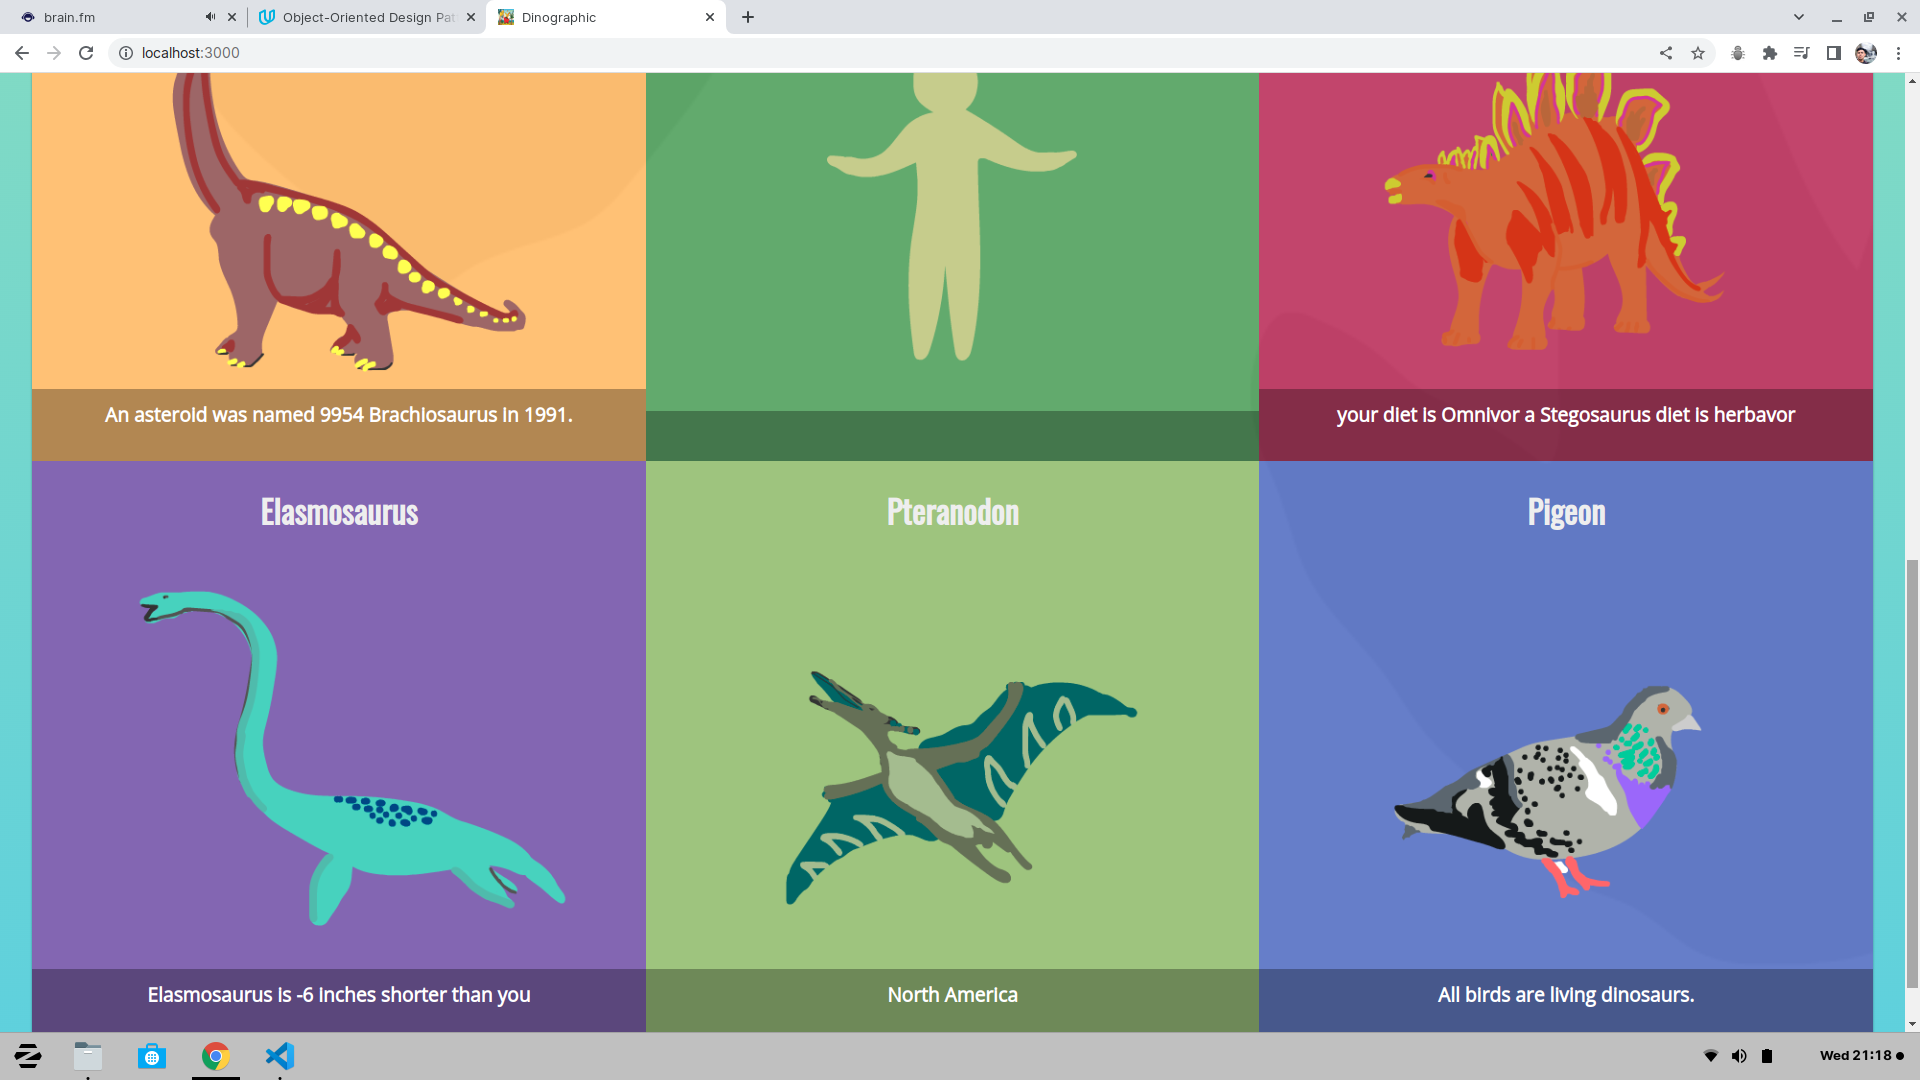 brain.fm
Object-Oriented Design Pat
Dinographic
localhost:3000
An asteroid was named 9954 Brachiosaurus in 1991.
your diet is Omnivor a Stegosaurus diet is herbavor
Elasmosaurus
Pteranodon
Pigeon
Elasmosaurus is -6 inches shorter than you
North America
All birds are living dinosaurs.
Wed 21:18